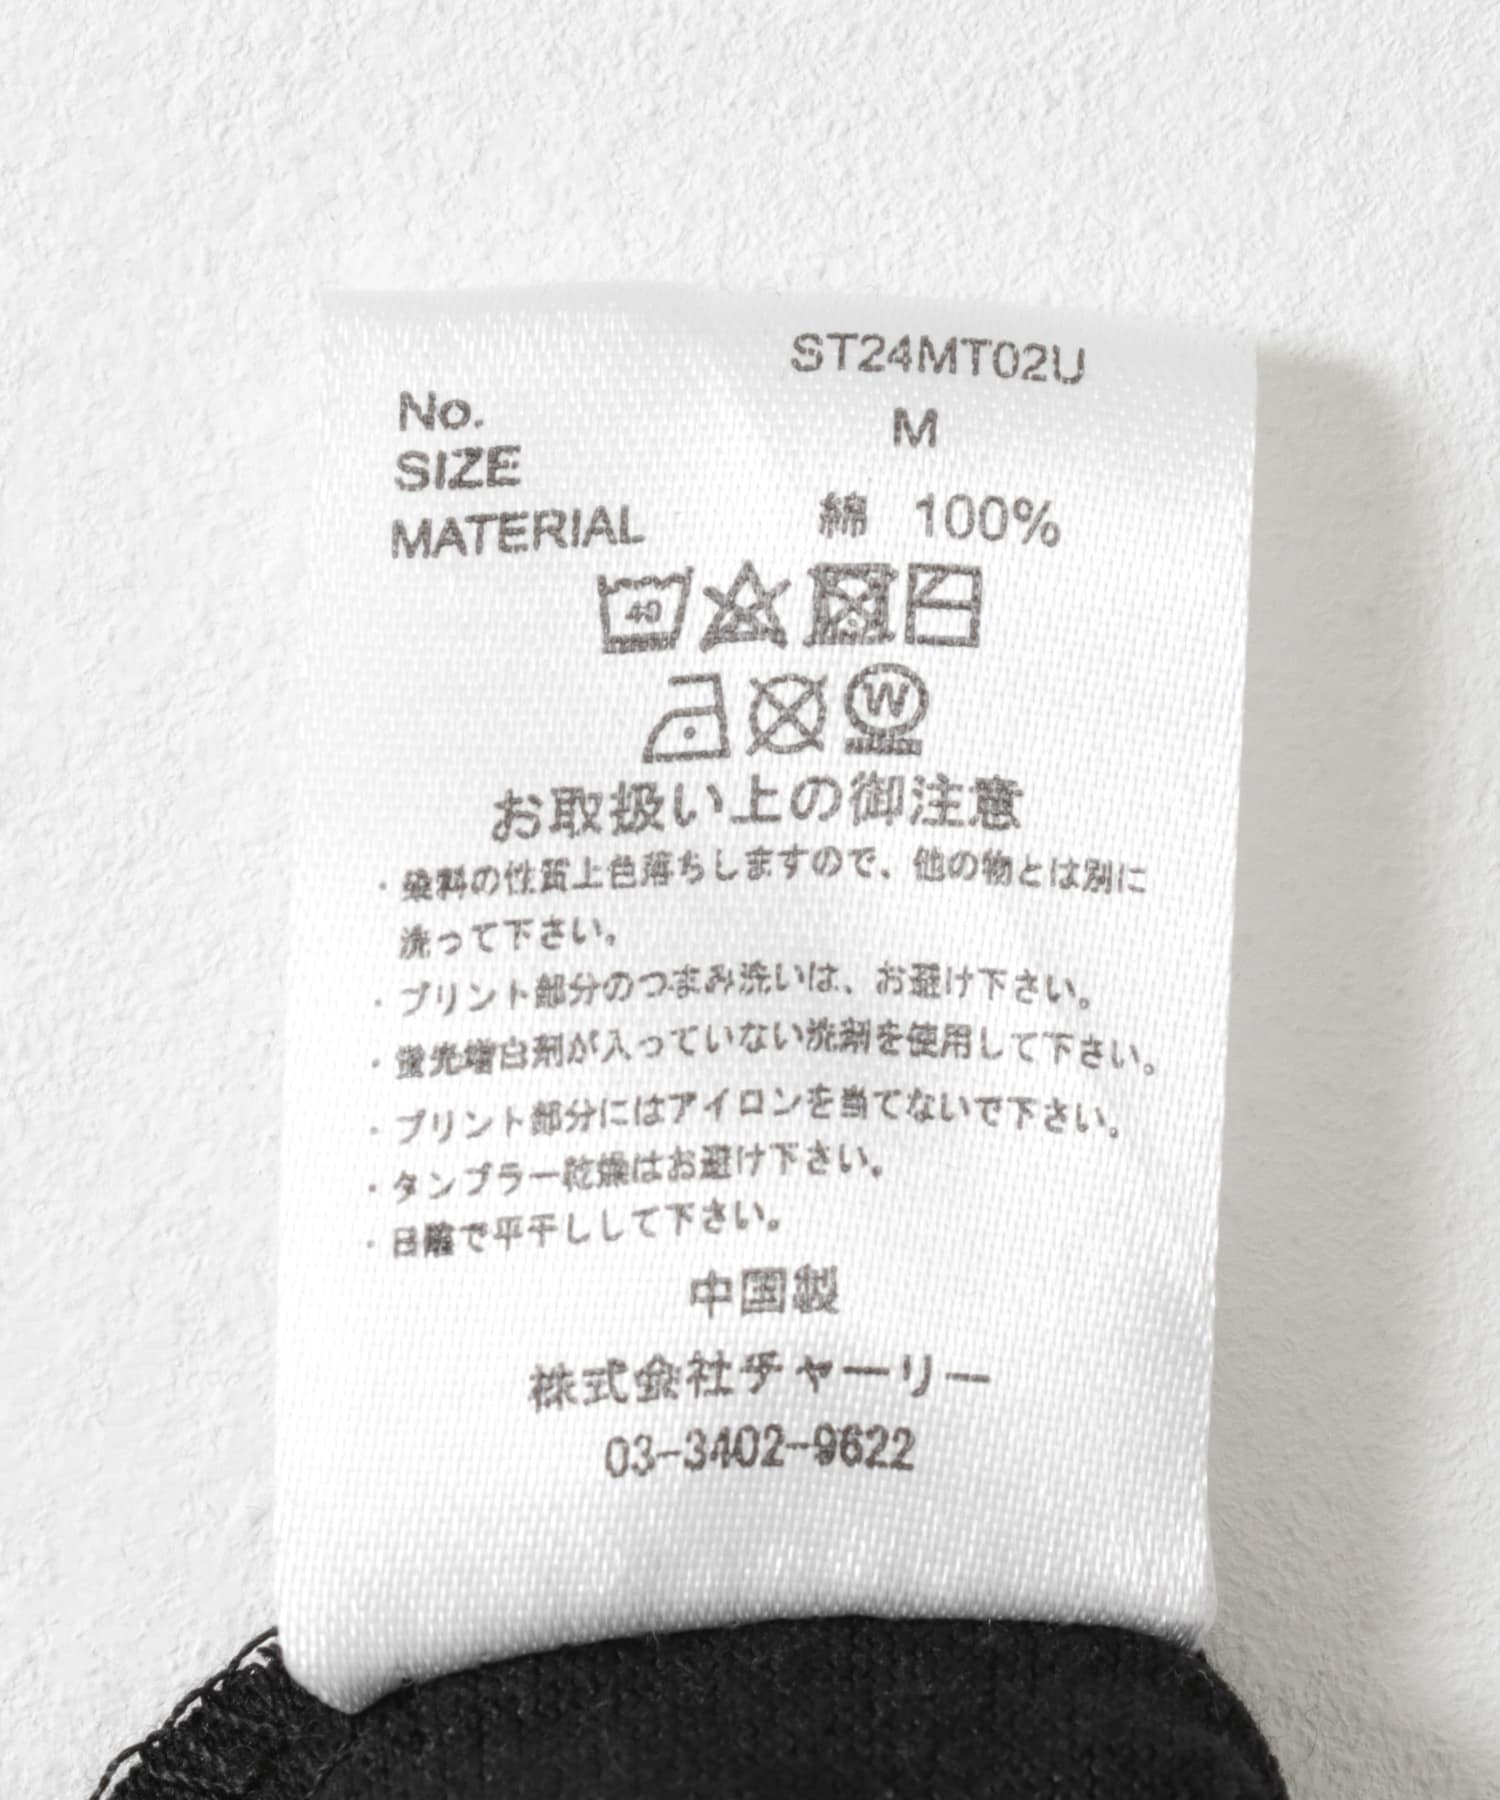 No. ST24MT02U
SIZE M
MATERIAL 綿 100%
40
W
お取扱い上の御注意
・染料の性質上色落ちしますので、他の物とは別に
洗って下さい。
・プリント部分のつまみ洗いは、お避け下さい。
・蛍光増白剤が入っていない洗剤を使用して下さい。
・プリント部分にはアイロンを当てないで下さい。
・タンブラー乾燥はお避け下さい。
・日陰で平干しして下さい。
中国製
株式会社チャーリー
03-3402-9622